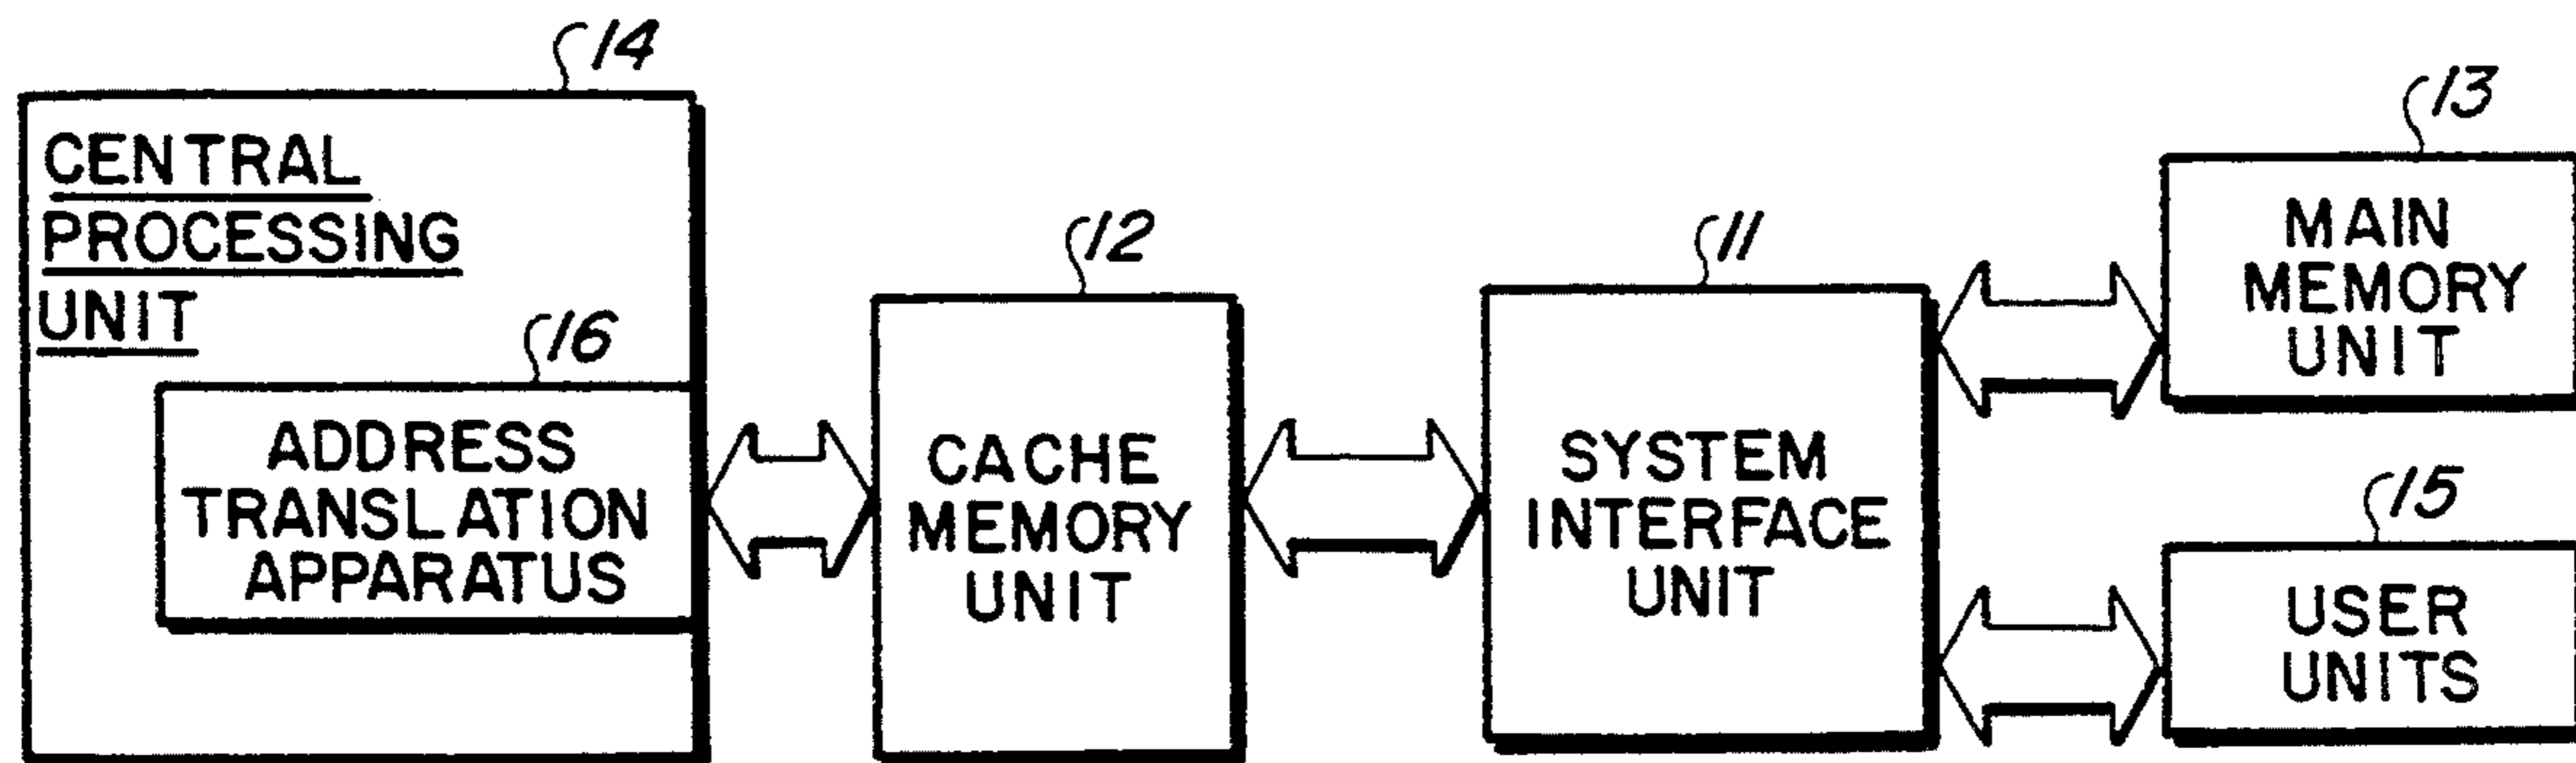 14
CENTRAL
PROCESSING
UNIT
16
ADDRESS
TRANSLATION
APPARATUS
12
CACHE
MEMORY
UNIT
11
SYSTEM
INTERFACE
UNIT
13
MAIN
MEMORY
UNIT
15
USER
UNITS